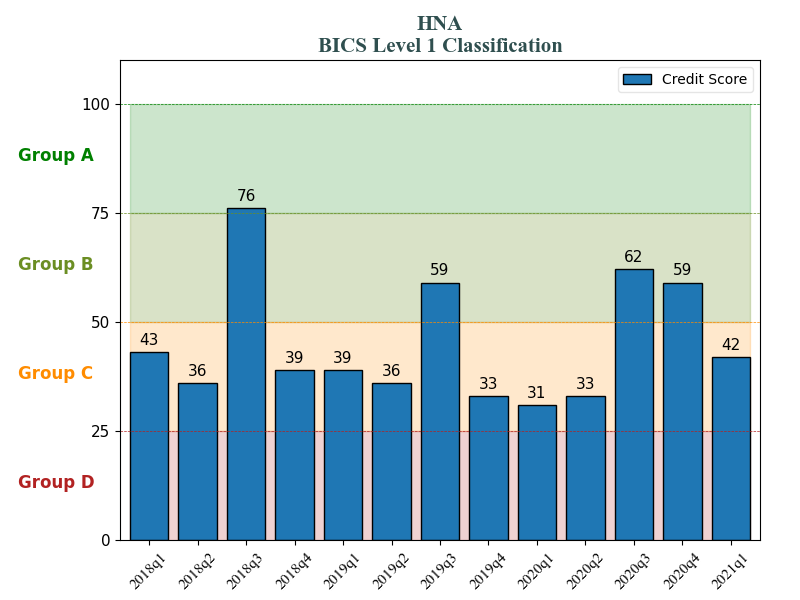 HNA
BICS Level 1 Classification
Credit Score
100
Group A
76
75
Group B
62
59
59
50
43
42
39
39
36
36
Group C
33
33
31
25
Group D
0
2018q1
2018q2
2018q3
2018q4
2019q1
2019q2
2019q3
2019q4
2020q1
2020q2
2020q3
2020q4
2021q1